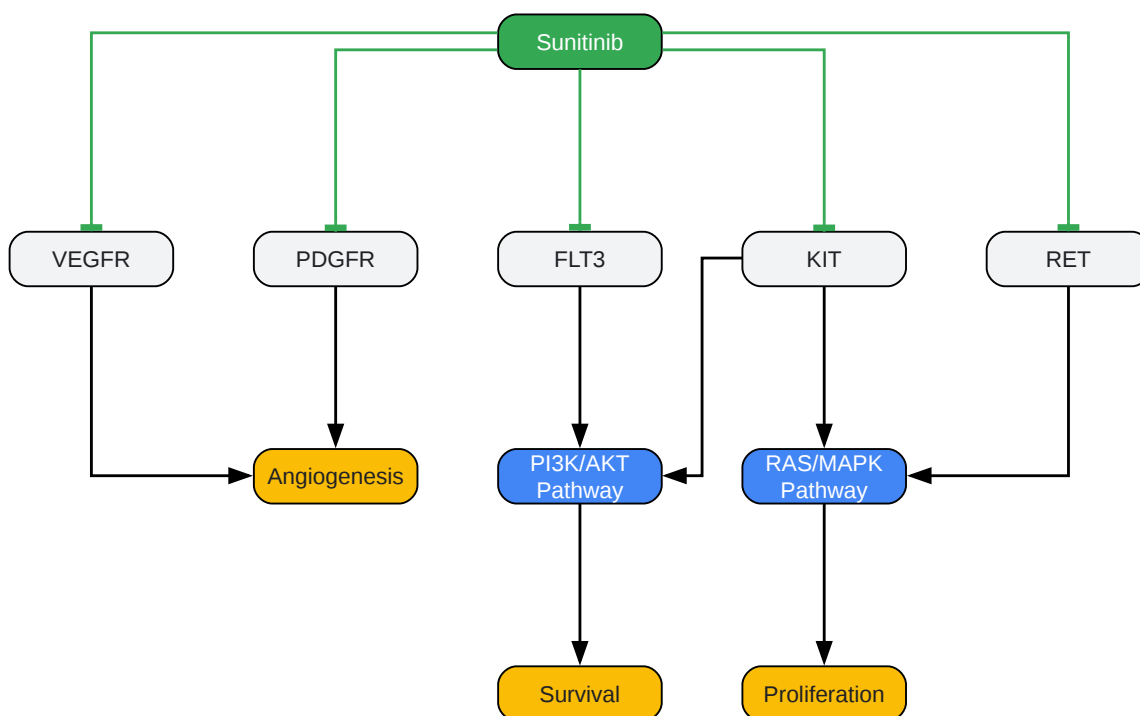 Sunitinib
VEGFR
PDGFR
FLT3
KIT
RET
Angiogenesis
PI3K/AKT
Pathway
RAS/MAPK
Pathway
Survival
Proliferation